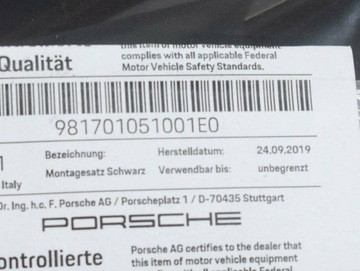 this item of motor vehicle equipment
Qualität
complies with all applicable Federal
Motor Vehicle Safety Standards.
981701051001E0
Bezeichnung: Herstelldatum: 24.09.2019
Montagesatz Schwarz Verwendbar bis: unbegrenzt
Italy
Dr. Ing. h.c. F. Porsche AG / Porscheplatz 1 / D-70435 Stuttgart
PORSCHE
ontrollierte
Porsche AG certifies to the dealer that
this item of motor vehicle equipment